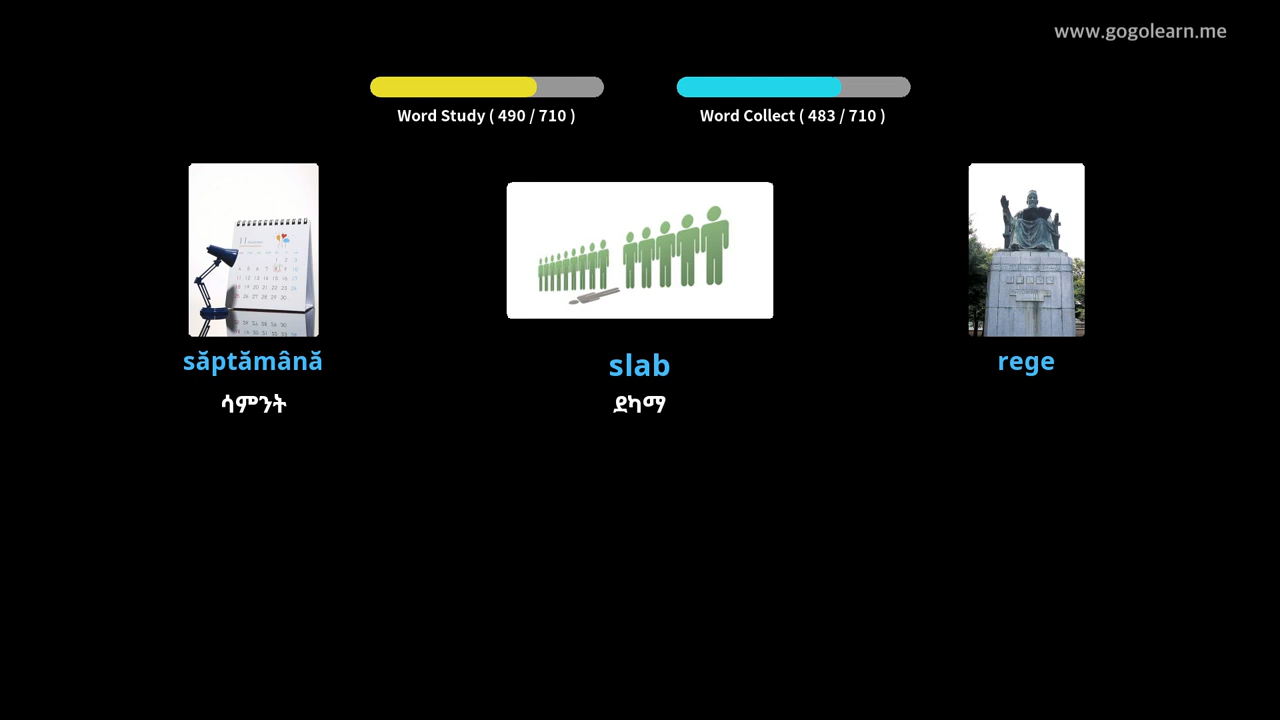 www.gogolearn.me
Word Study ( 490 / 710 )
Word Collect ( 483 / 710 )
săptămână
slab
rege
ሳምንት
ደካማ